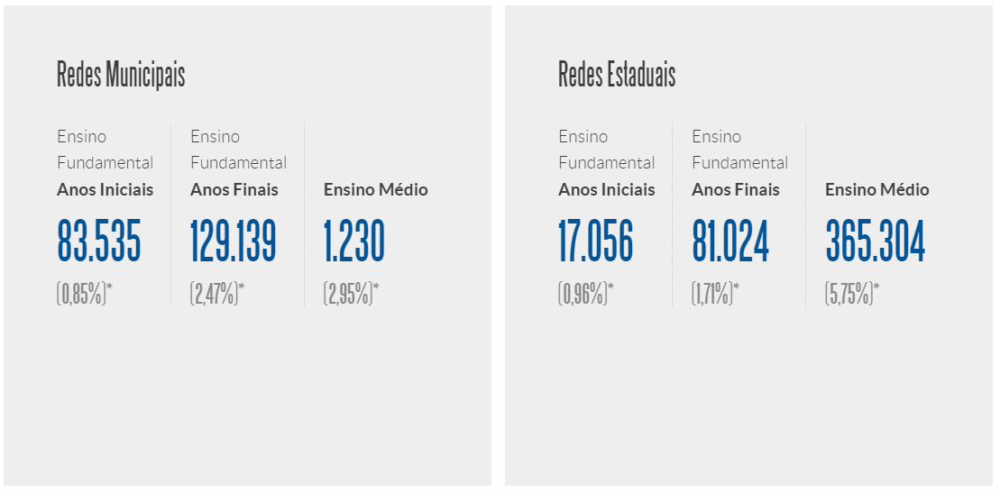 Redes Municipais
Ensino
Fundamental
Anos Iniciais
83.535
(0,85%)*
Ensino
Fundamental
Anos Finais
129.139
(2,47%)*
Ensino Médio
1.230
(2,95%)*
Redes Estaduais
Ensino
Fundamental
Anos Iniciais
17.056
(0,96%)*
Ensino
Fundamental
Anos Finais
81.024
(1,71%)*
Ensino Médio
365.304
(5,75%)*